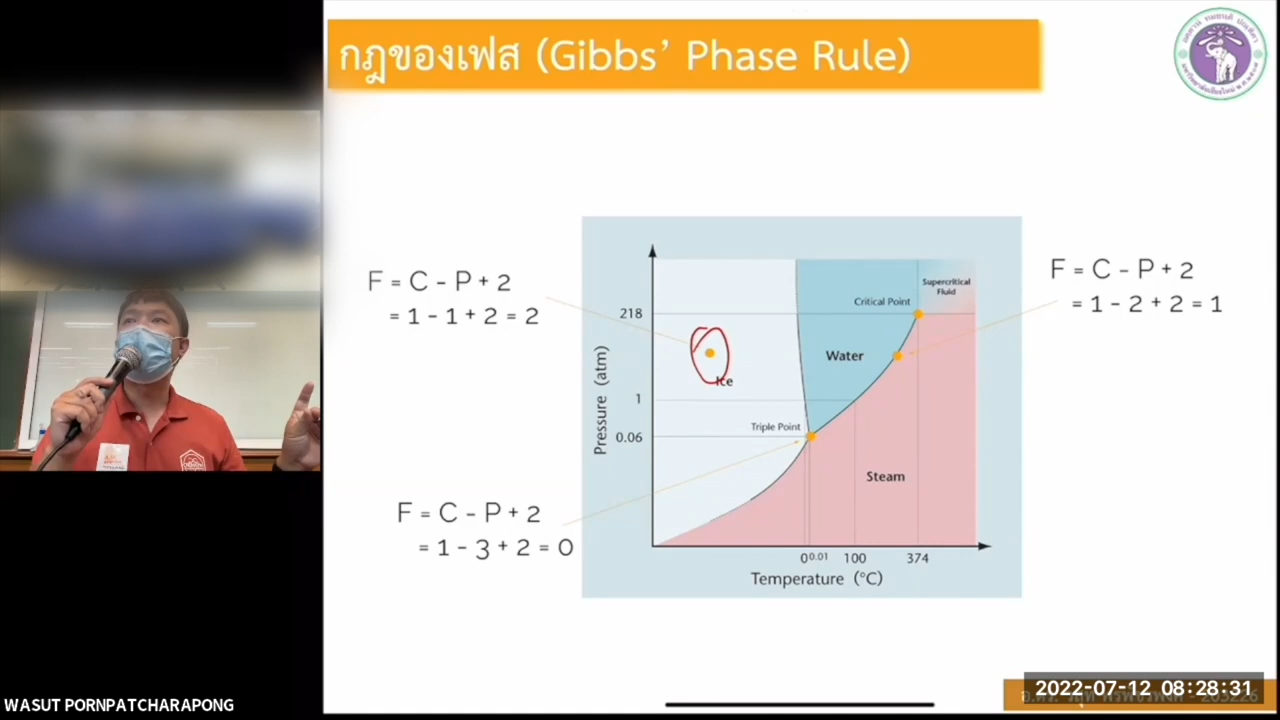 กฎของเฟส (Gibbs' Phase Rule)
F = C - P + 2
= 1 - 1 + 2 = 2
F = C - P + 2
= 1 - 2 + 2 = 1
F = C - P + 2
= 1 - 3 + 2 = 0
Pressure (atm)
218
1
0.06
Supercritical
Fluid
Critical Point
Water
Ice
Triple Point
Steam
0 0.01 100 374
Temperature (°C)
WASUT PORNPATCHARAPONG
2022-07-12 08:28:31